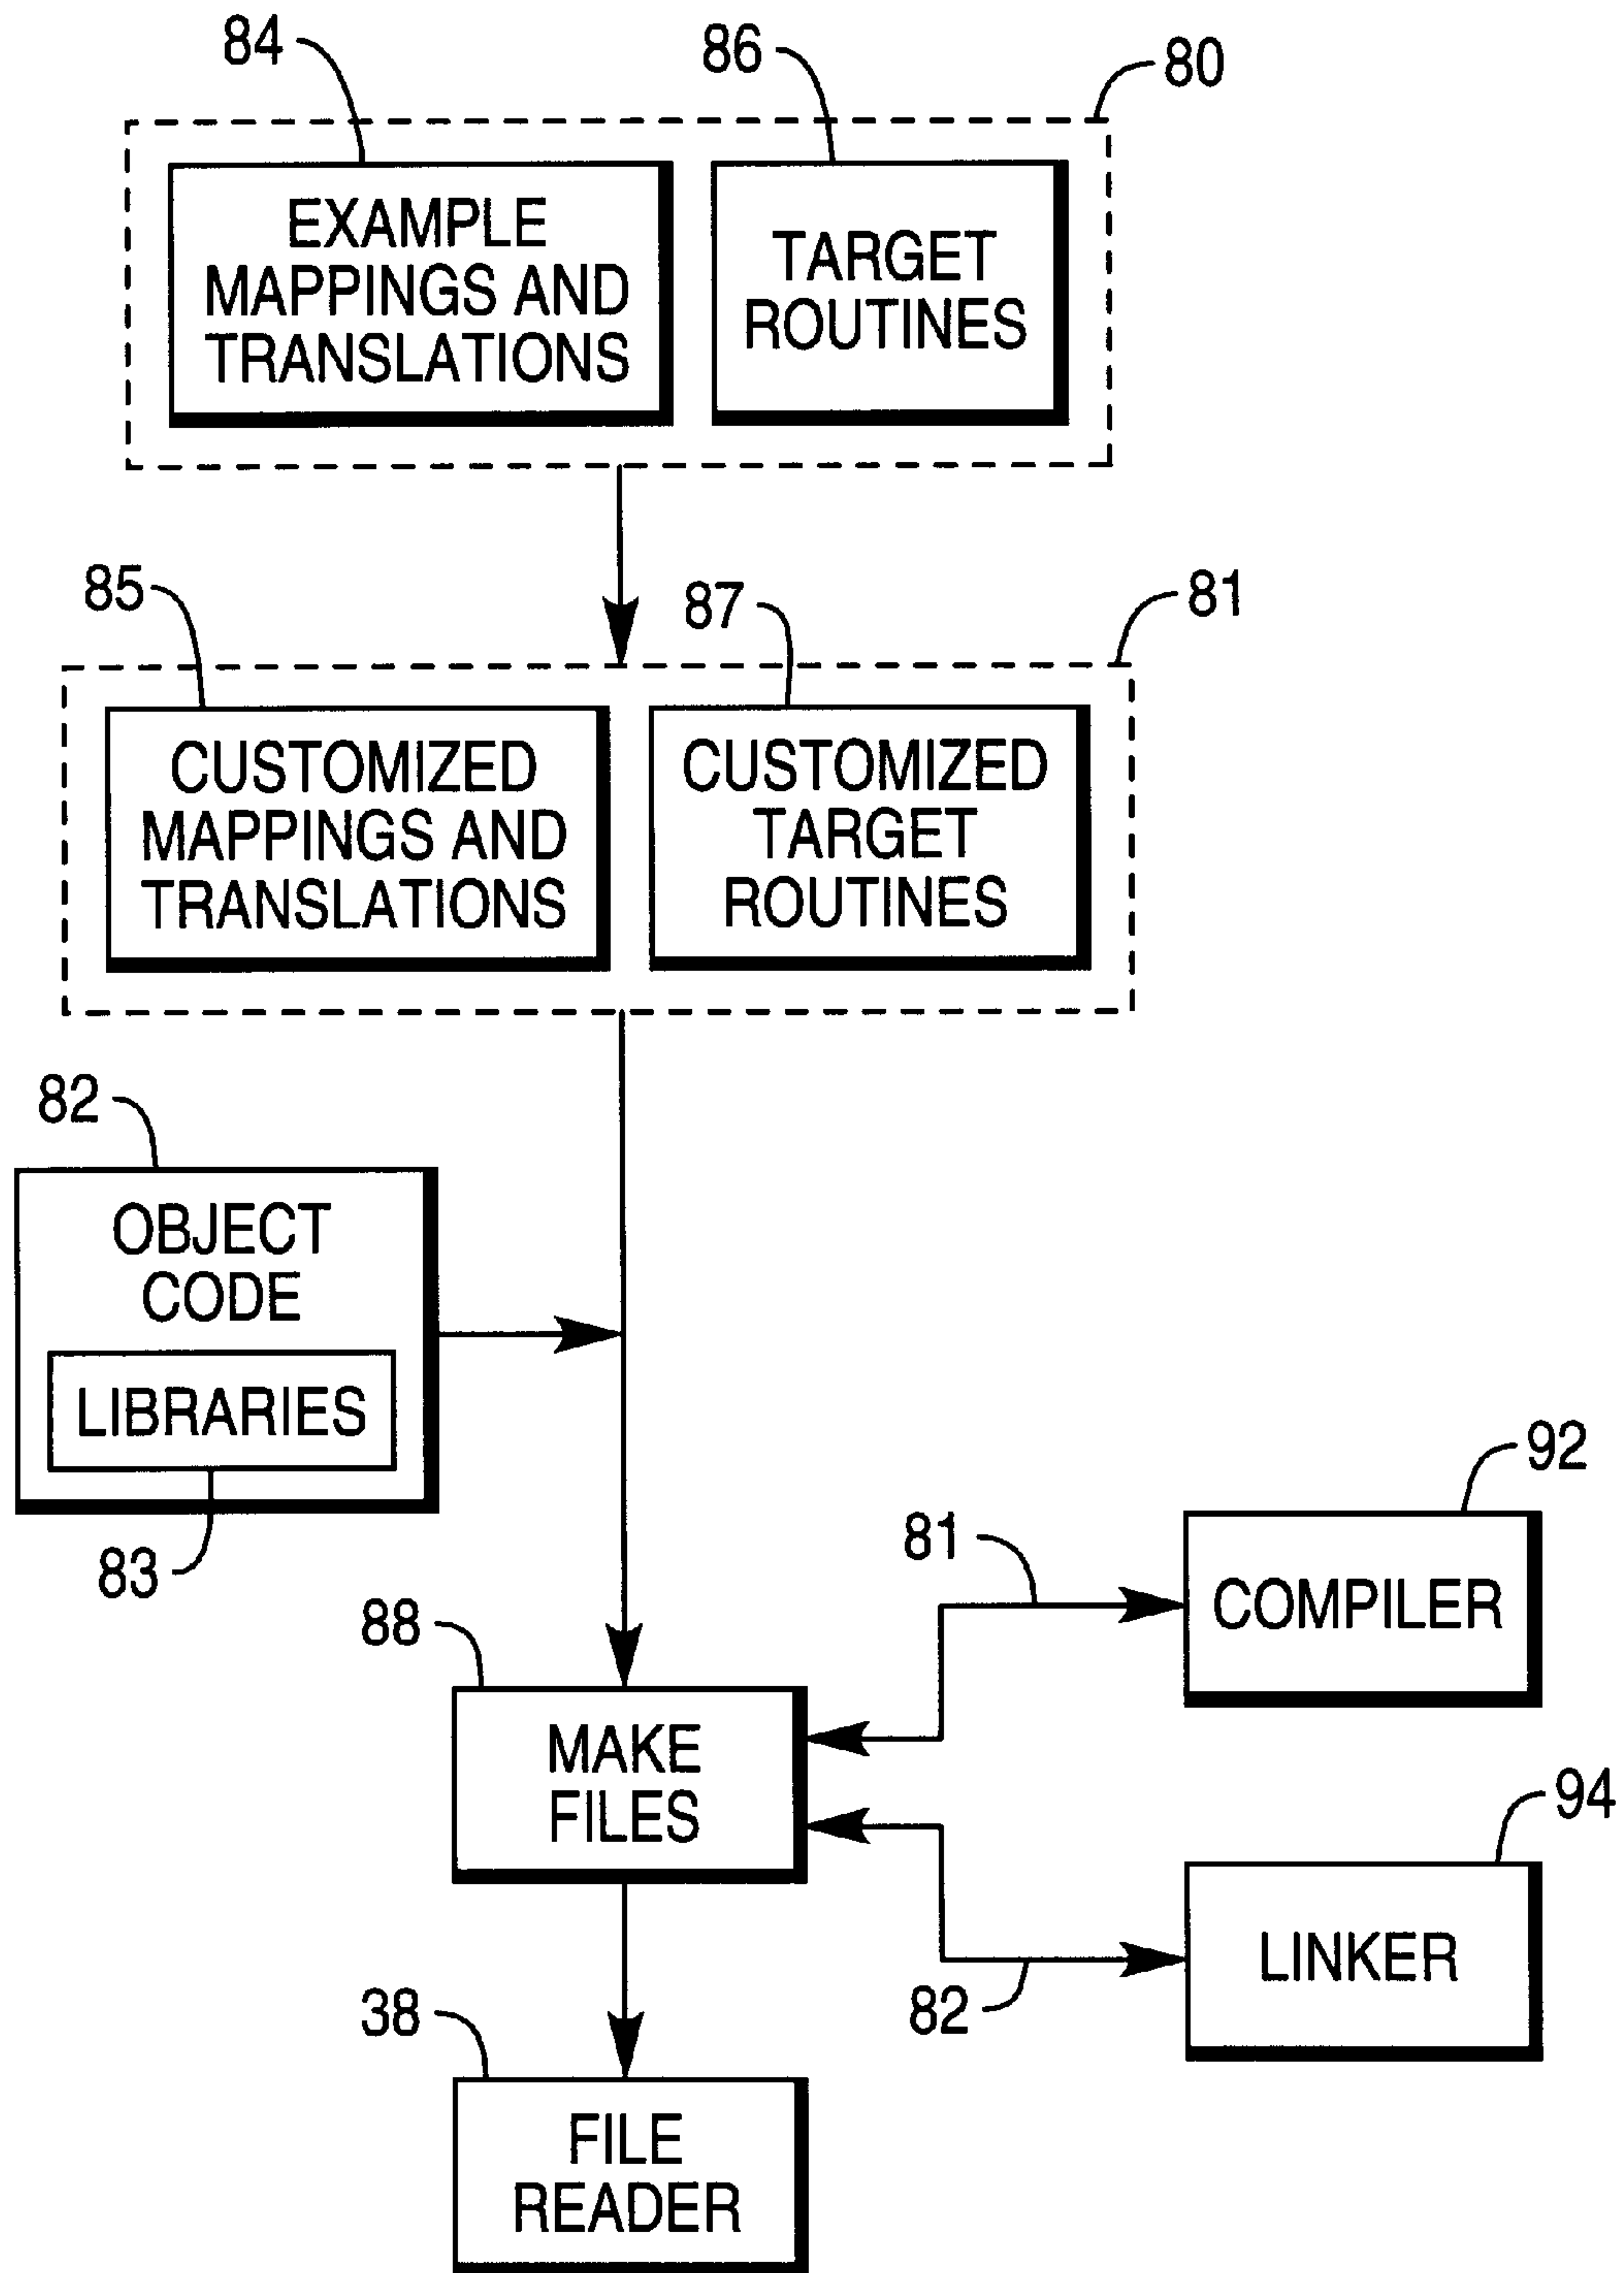 84
86
80
EXAMPLE
MAPPINGS AND
TRANSLATIONS
TARGET
ROUTINES
85
87
81
CUSTOMIZED
MAPPINGS AND
TRANSLATIONS
CUSTOMIZED
TARGET
ROUTINES
82
OBJECT
CODE
LIBRARIES
83
92
81
COMPILER
88
MAKE
FILES
94
LINKER
82
38
FILE
READER